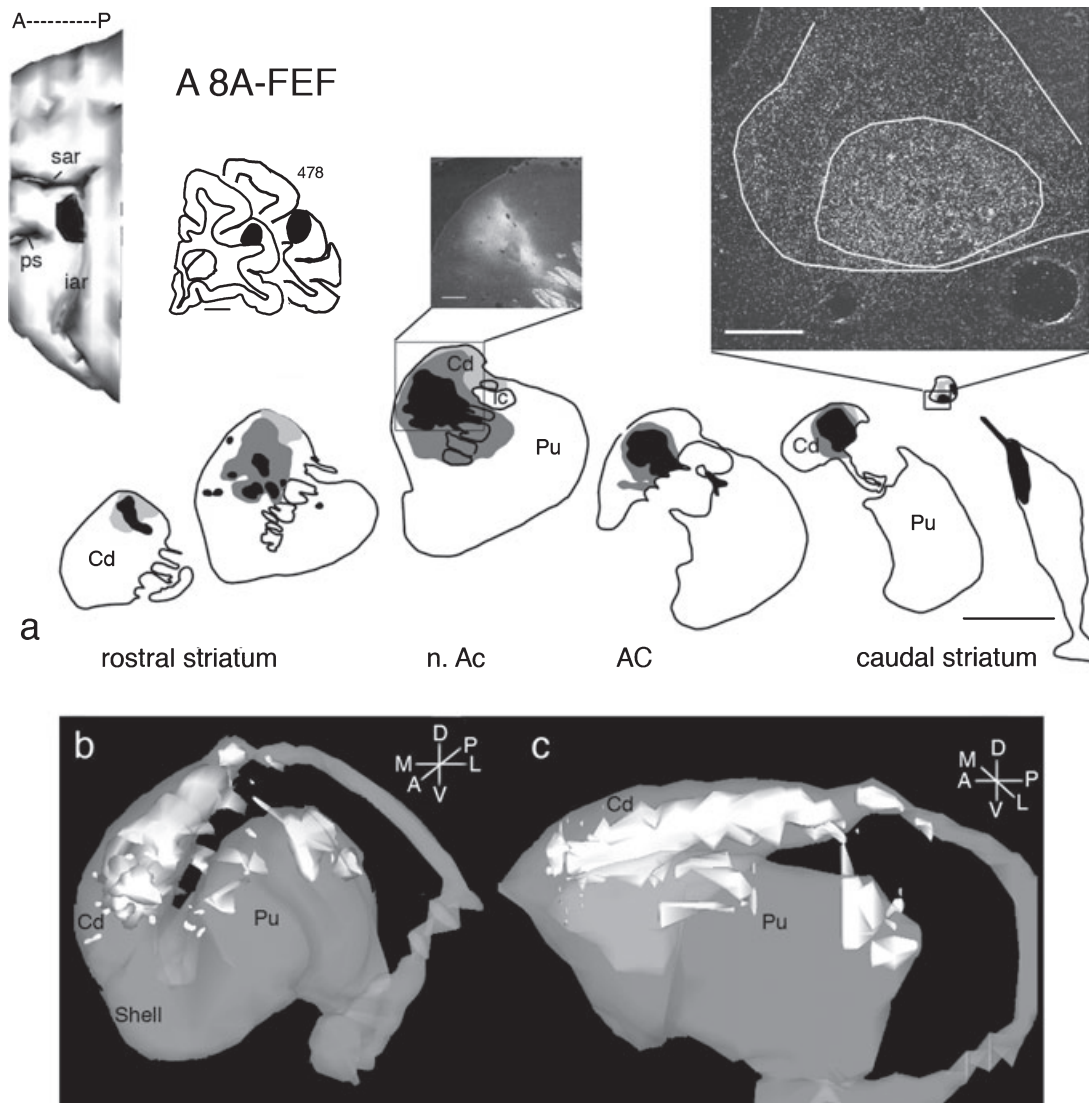 A----------P
A 8A-FEF
sar
478
ps
iar
Cd
Ic
Pu
Cd
Cd
Pu
a
rostral striatum
n. Ac
AC
caudal striatum
b
D
P
M
L
A
V
Cd
Pu
Shell
c
D
M
A
P
L
V
Cd
Pu